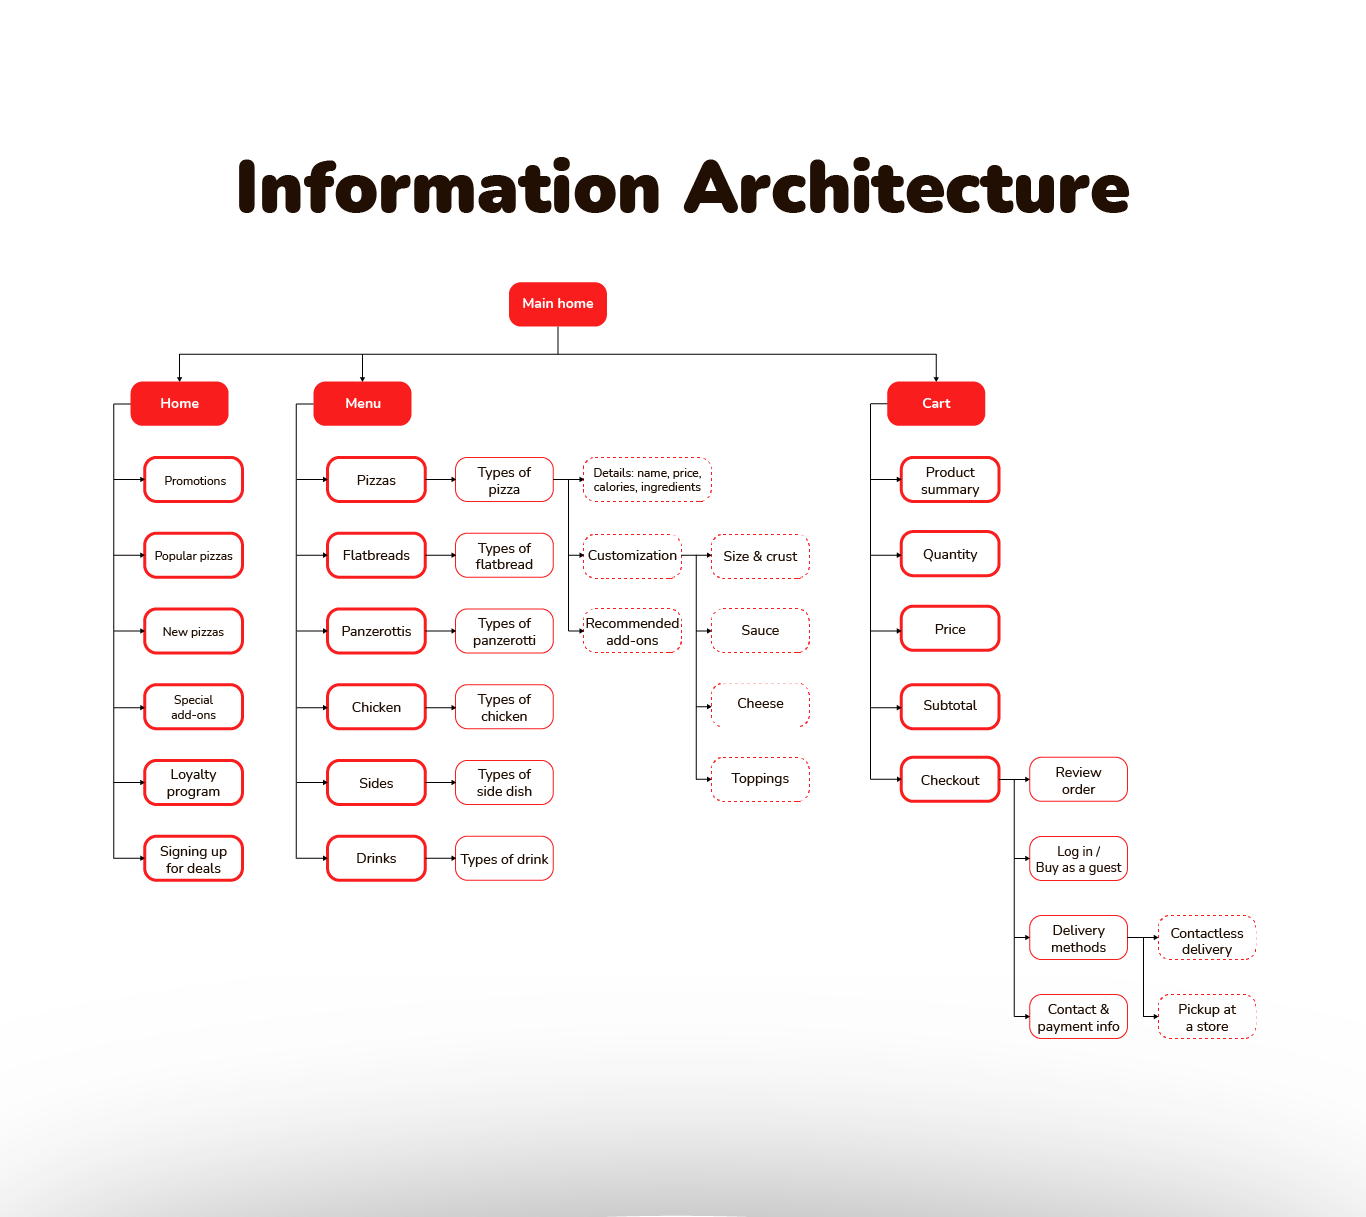 Information Architecture
Main home
Home
Menu
Cart
Promotions
Popular pizzas
New pizzas
Special
add-ons
Loyalty
program
Signing up
for deals
Pizzas
Types of
pizza
Details: name, price,
calories, ingredients
Flatbreads
Types of
flatbread
Customization
Size & crust
Panzerottis
Types of
panzerotti
Recommended
add-ons
Sauce
Chicken
Types of
chicken
Cheese
Sides
Types of
side dish
Toppings
Drinks
Types of drink
Product
summary
Quantity
Price
Subtotal
Checkout
Review
order
Log in /
Buy as a guest
Delivery
methods
Contactless
delivery
Contact &
payment info
Pickup at
a store